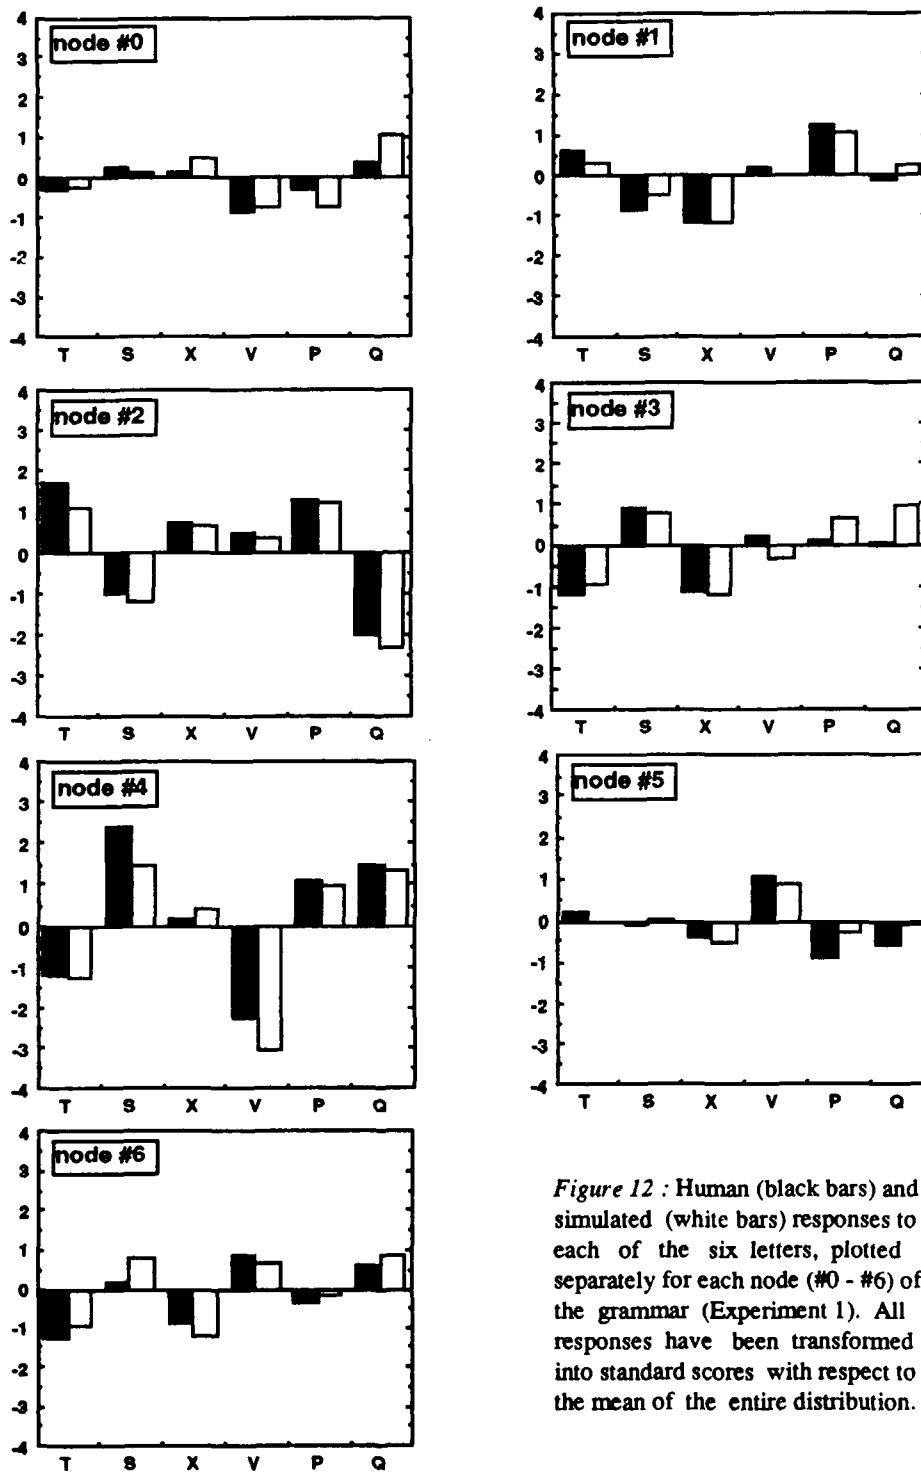 node #0
4
3
2
1
0
-1
-2
-3
-4
T S X V P Q
node #1
4
3
2
1
0
-1
-2
-3
-4
T S X V P Q
node #2
4
3
2
1
0
-1
-2
-3
-4
T S X V P Q
node #3
4
3
2
1
0
-1
-2
-3
-4
T S X V P Q
node #4
4
3
2
1
0
-1
-2
-3
-4
T S X V P Q
node #5
4
3
2
1
0
-1
-2
-3
-4
T S X V P Q
node #6
4
3
2
1
0
-1
-2
-3
-4
T S X V P Q
Figure 12 : Human (black bars) and
simulated (white bars) responses to
each of the six letters, plotted
separately for each node (#0 - #6) of
the grammar (Experiment 1). All
responses have been transformed
into standard scores with respect to
the mean of the entire distribution.